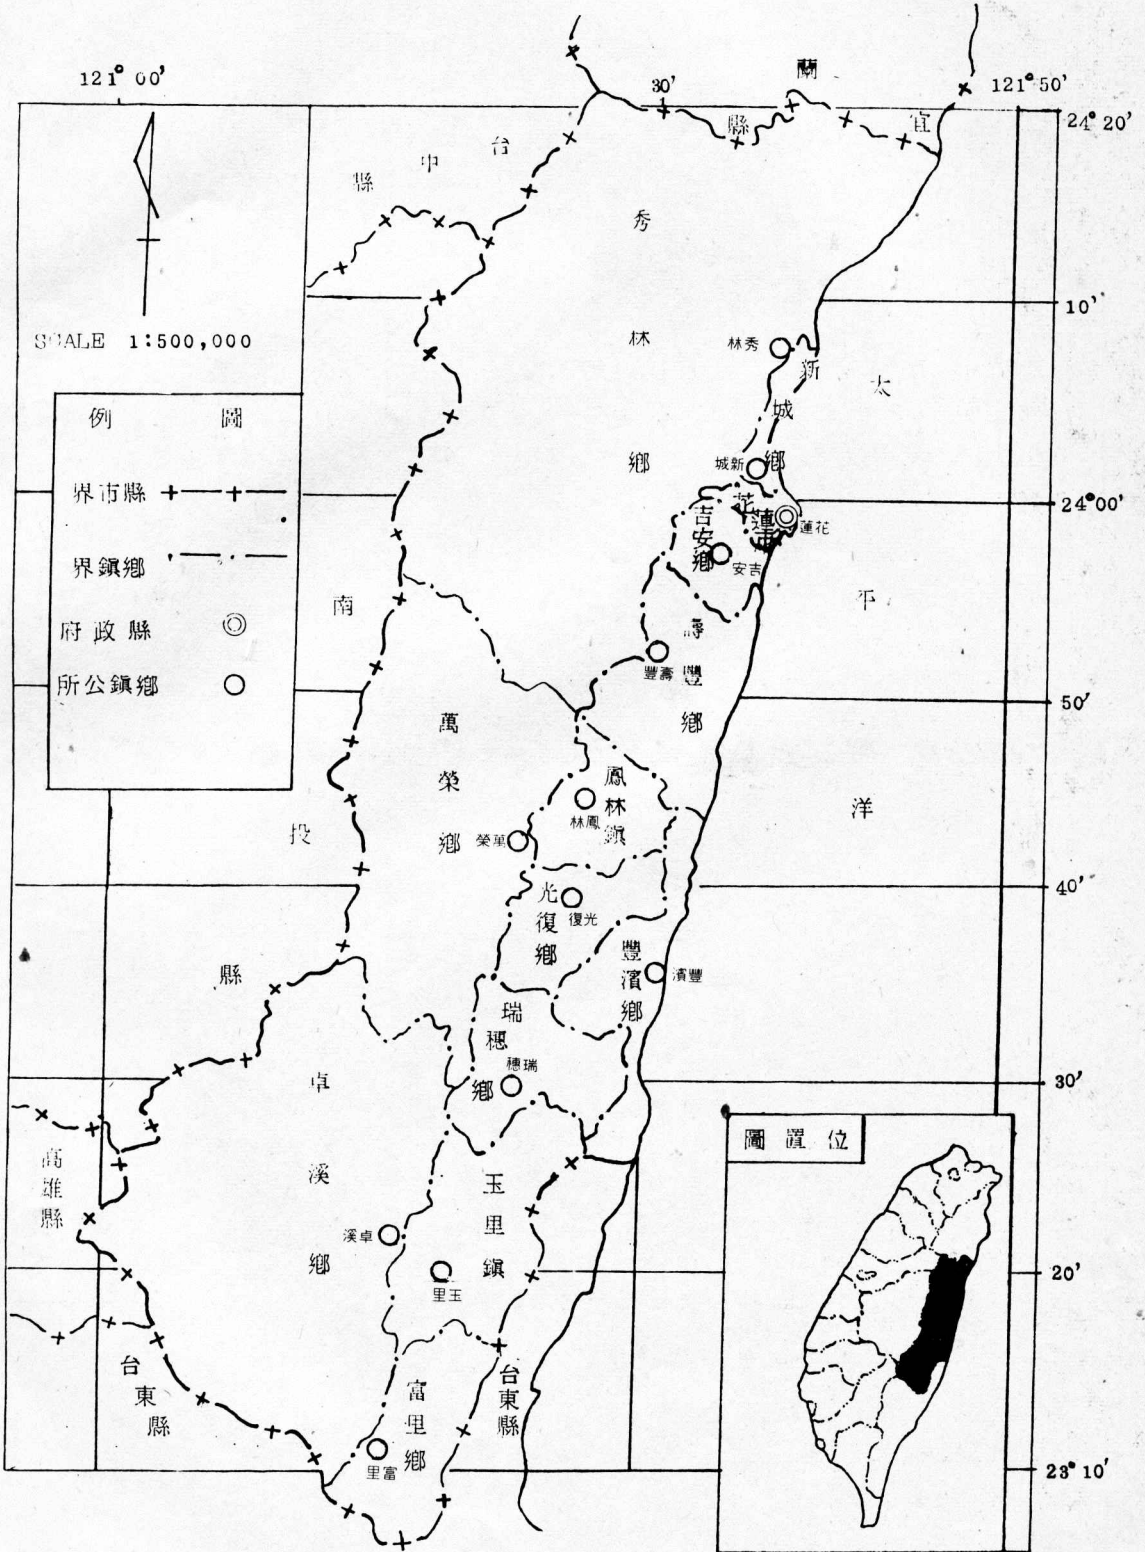 121° 00'
30'
121° 50'
宜蘭縣
24° 20'
台中縣
10'
SCALE 1:500,000
圖例
縣市界
鄉鎮界
縣政府
鄉鎮公所
秀林鄉
秀林
新城鄉
新城
花蓮市
花蓮
吉安鄉
吉安
24° 00'
太平洋
南投縣
壽豐鄉
壽豐
50'
萬榮鄉
萬榮
鳳林鎮
鳳林
40'
光復鄉
光復
豐濱鄉
豐濱
瑞穗鄉
瑞穗
30'
卓溪鄉
卓溪
高雄縣
玉里鎮
玉里
20'
台東縣
台東縣
富里鄉
富里
23° 10'
位置圖